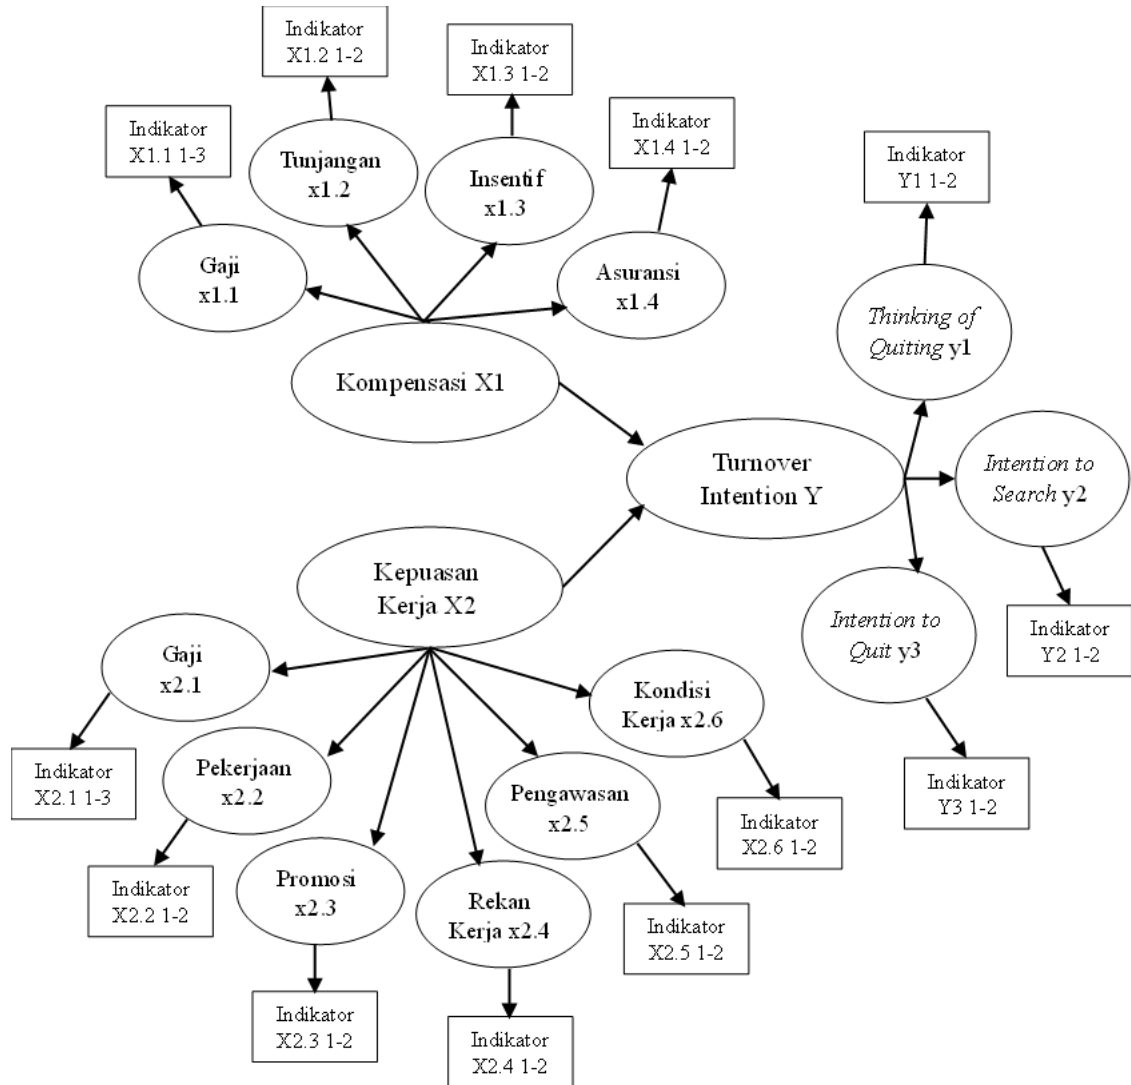 Indikator
X1.2 1-2
Indikator
X1.3 1-2
Indikator
X1.1 1-3
Indikator
X1.4 1-2
Tunjangan
x1.2
Insentif
x1.3
Gaji
x1.1
Asuransi
x1.4
Kompensasi X1
Indikator
Y1 1-2
Thinking of
Quiting y1
Turnover
Intention Y
Intention to
Search y2
Kepuasan
Kerja X2
Intention to
Quit y3
Indikator
Y2 1-2
Gaji
x2.1
Kondisi
Kerja x2.6
Indikator
X2.1 1-3
Pekerjaan
x2.2
Pengawasan
x2.5
Indikator
Y3 1-2
Indikator
X2.6 1-2
Indikator
X2.2 1-2
Promosi
x2.3
Rekan
Kerja x2.4
Indikator
X2.5 1-2
Indikator
X2.3 1-2
Indikator
X2.4 1-2